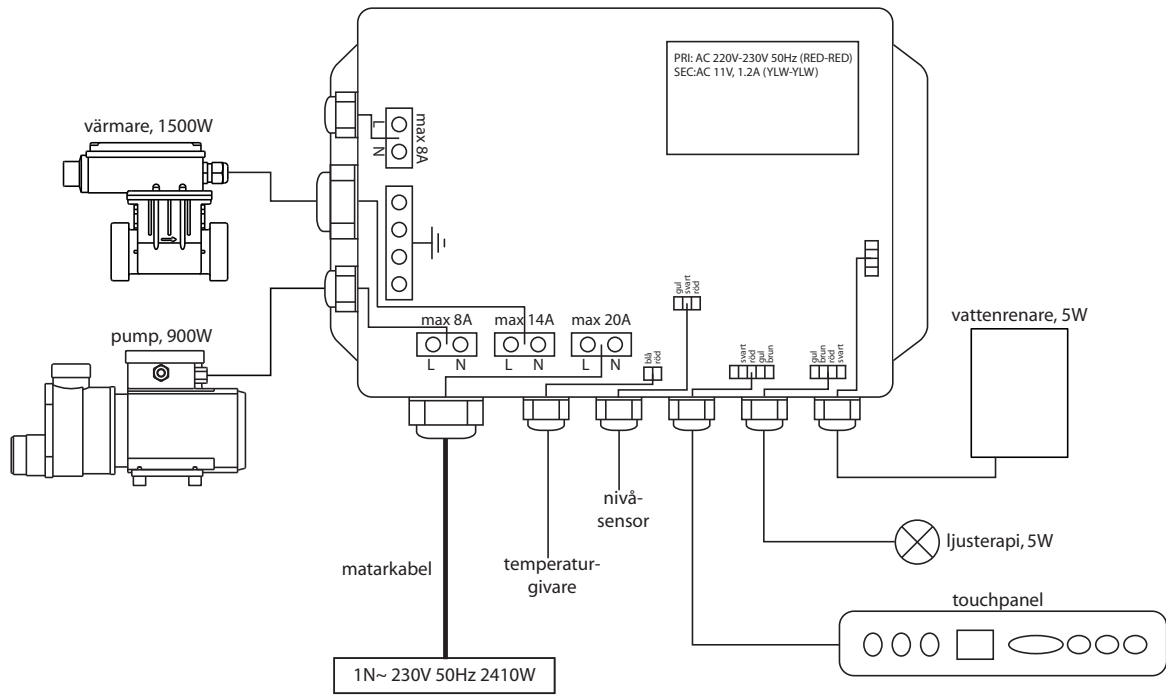 PRI: AC 220V-230V 50Hz (RED-RED)
SEC:AC 11V, 1.2A (YLW-YLW)
värmare, 1500W
L
N
max 8A
pump, 900W
max 8A
L N
max 14A
L N
max 20A
L N
blå
röd
gul
svart
röd
svart
röd
gul
brun
gul
brun
röd
svart
vattenrenare, 5W
nivå-
sensor
ljusterapi, 5W
matarkabel
temperatur-
givare
touchpanel
1N~ 230V 50Hz 2410W